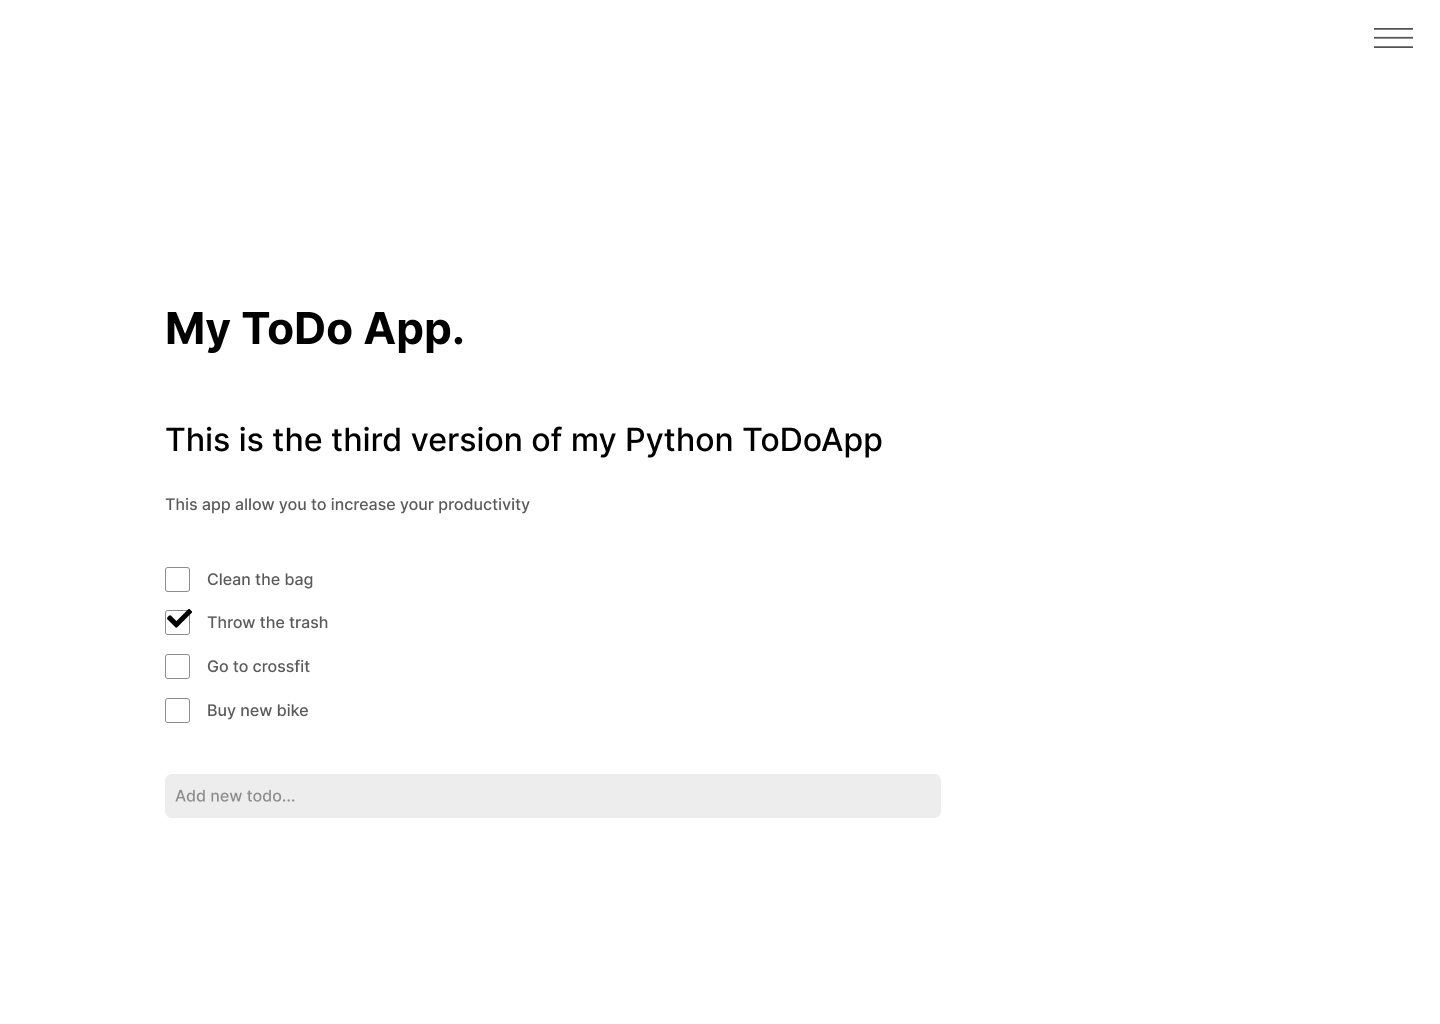 My ToDo App.
This is the third version of my Python ToDoApp
This app allow you to increase your productivity
Clean the bag
Throw the trash
Go to crossfit
Buy new bike
Add new todo...